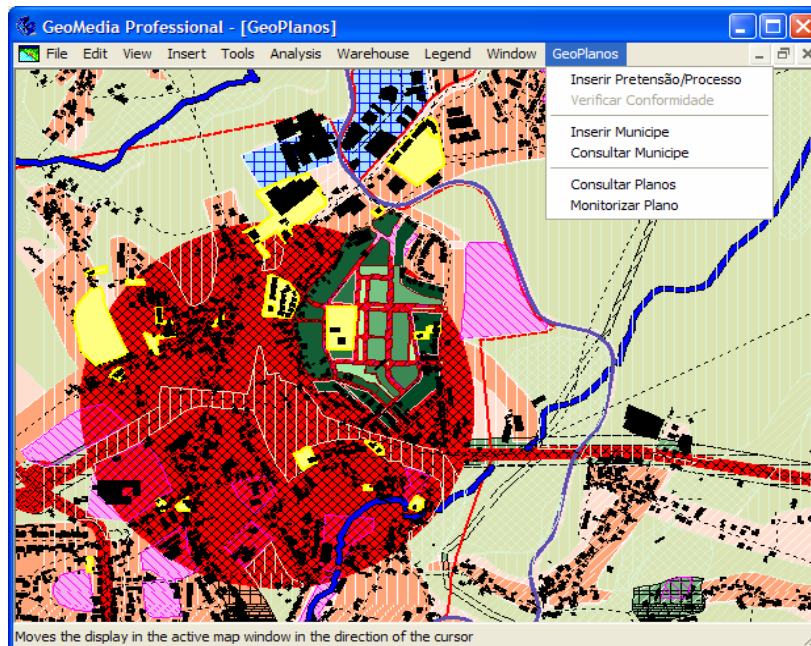 GeoMedia Professional - [GeoPlanos]
File Edit View Insert Tools Analysis Warehouse Legend Window GeoPlanos
Inserir Pretensão/Processo
Verificar Conformidade
Inserir Municipe
Consultar Municipe
Consultar Planos
Monitorizar Plano
Moves the display in the active map window in the direction of the cursor